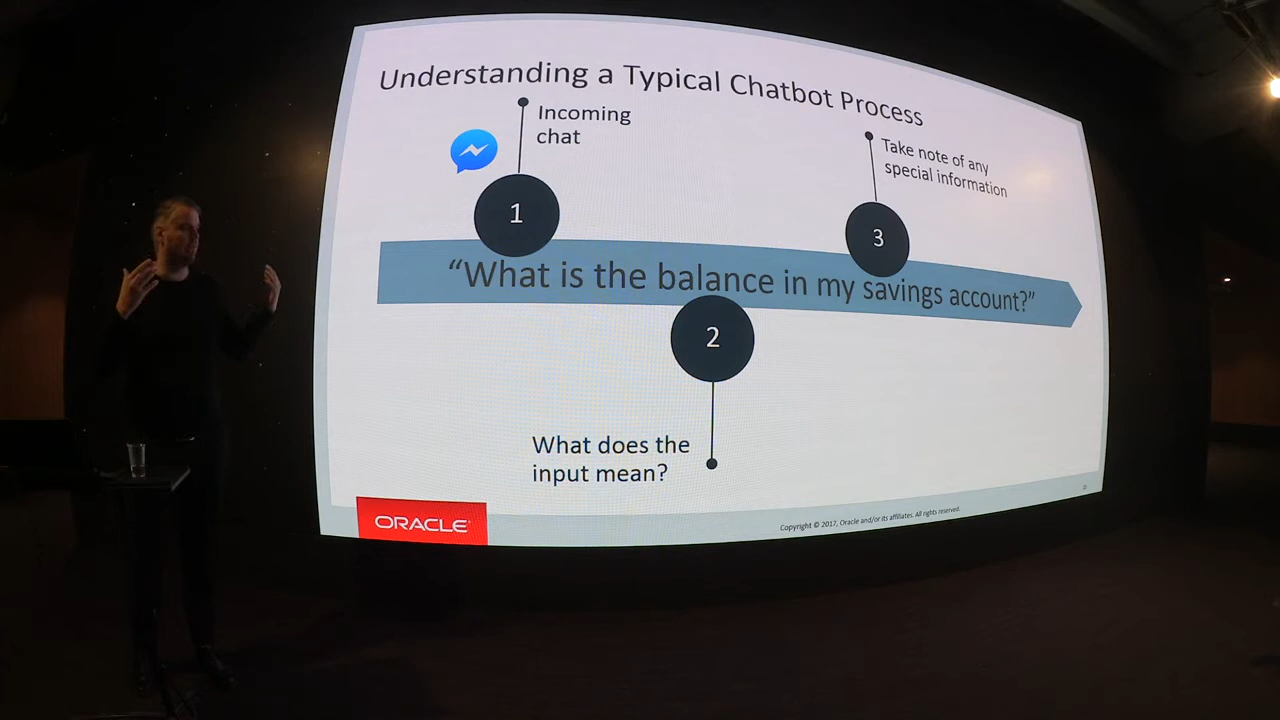 Understanding a Typical Chatbot Process
Incoming
chat
Take note of any
special information
1
3
“What is the balance in my savings account?”
2
What does the
input mean?
ORACLE
Copyright © 2017, Oracle and/or its affiliates. All rights reserved.